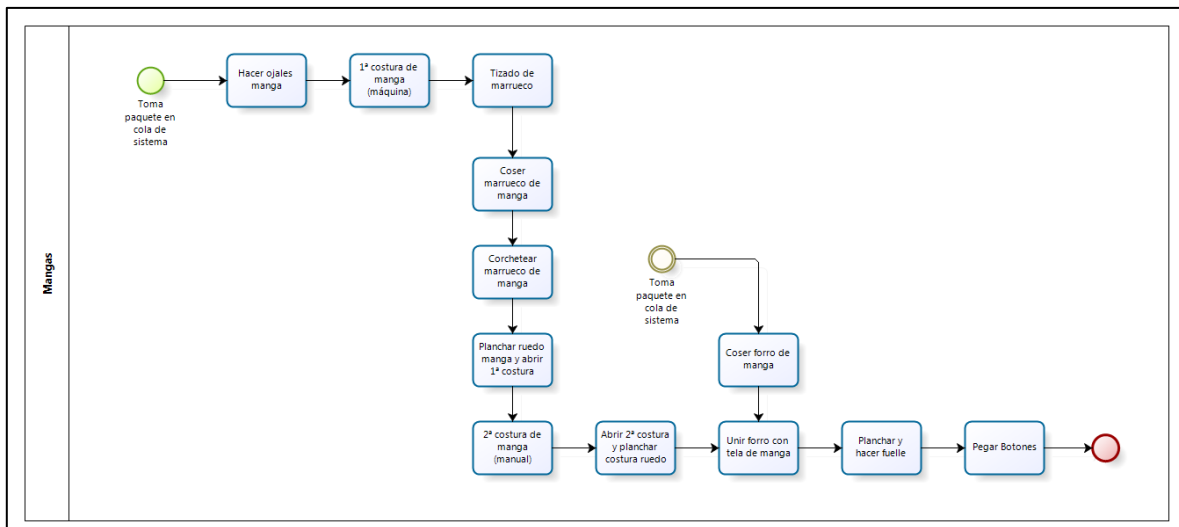 Mangas
Toma
paquete en
cola de
sistema
Hacer ojales
manga
1ª costura de
manga
(máquina)
Tizado de
marrueco
Coser
marrueco de
manga
Corchetear
marrueco de
manga
Planchar ruedo
manga y abrir
1ª costura
2ª costura de
manga
(manual)
Abrir 2ª costura
y planchar
costura ruedo
Toma
paquete en
cola de
sistema
Coser forro de
manga
Unir forro con
tela de manga
Planchar y
hacer fuelle
Pegar Botones